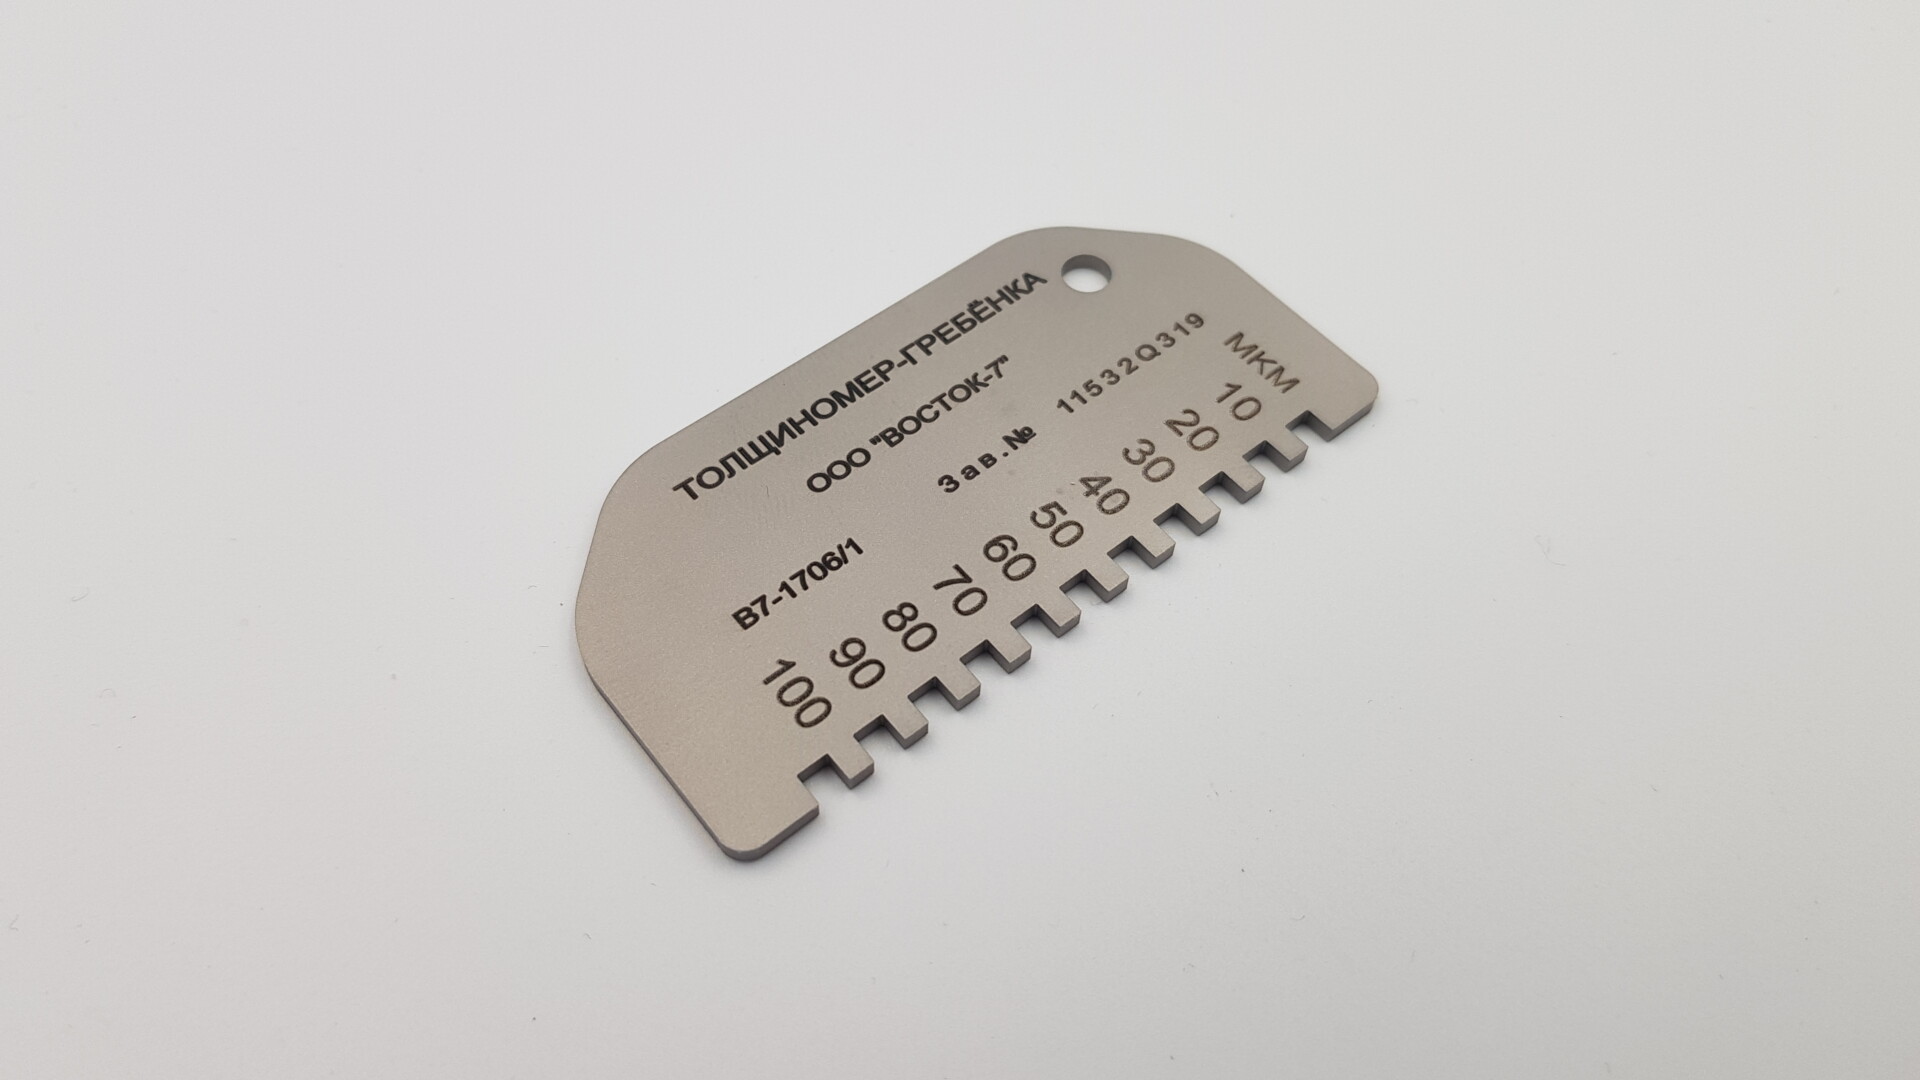 ТОЛЩИНОМЕР-ГРЕБЁНКА
ООО "ВОСТОК-7"
Зав.№ 11532Q319
В7-1706/1
100 90 80 70 60 50 40 30 20 10 МКМ